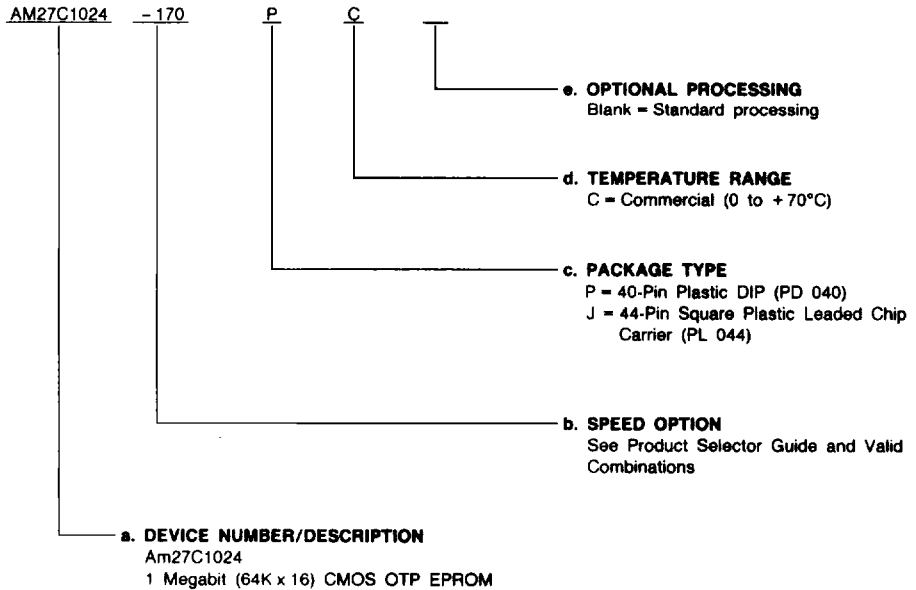 AM27C1024 -170 P C
e. OPTIONAL PROCESSING
Blank = Standard processing
d. TEMPERATURE RANGE
C = Commercial (0 to +70°C)
c. PACKAGE TYPE
P = 40-Pin Plastic DIP (PD 040)
J = 44-Pin Square Plastic Leaded Chip
Carrier (PL 044)
b. SPEED OPTION
See Product Selector Guide and Valid
Combinations
a. DEVICE NUMBER/DESCRIPTION
Am27C1024
1 Megabit (64K x 16) CMOS OTP EPROM